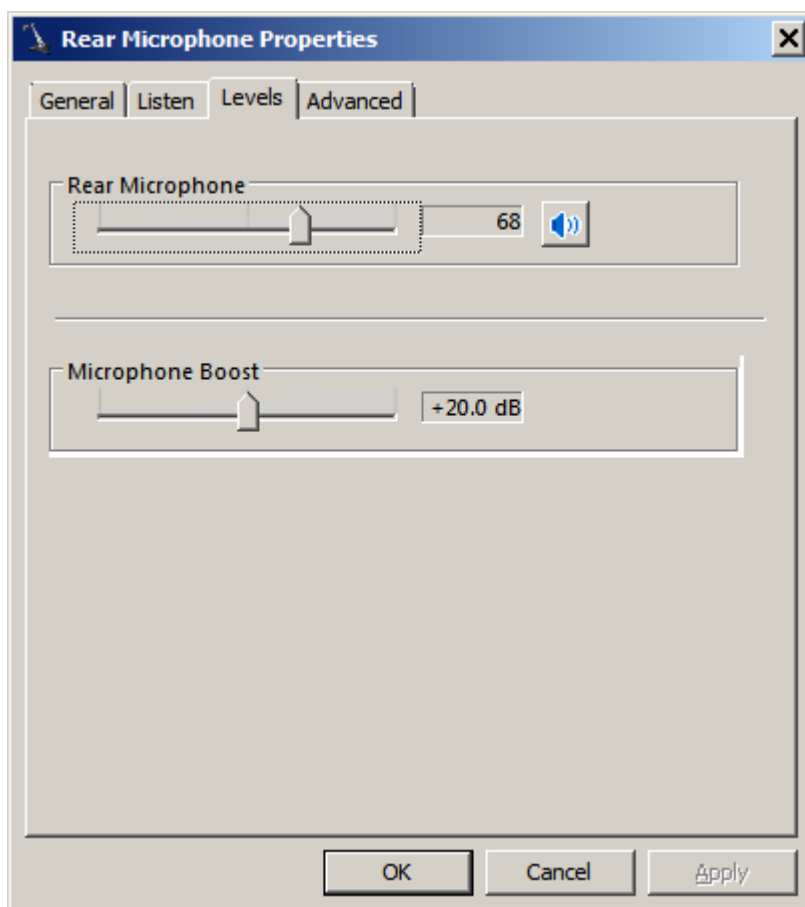 Rear Microphone Properties
General Listen Levels Advanced
Rear Microphone
68
Microphone Boost
+20.0 dB
OK Cancel Apply